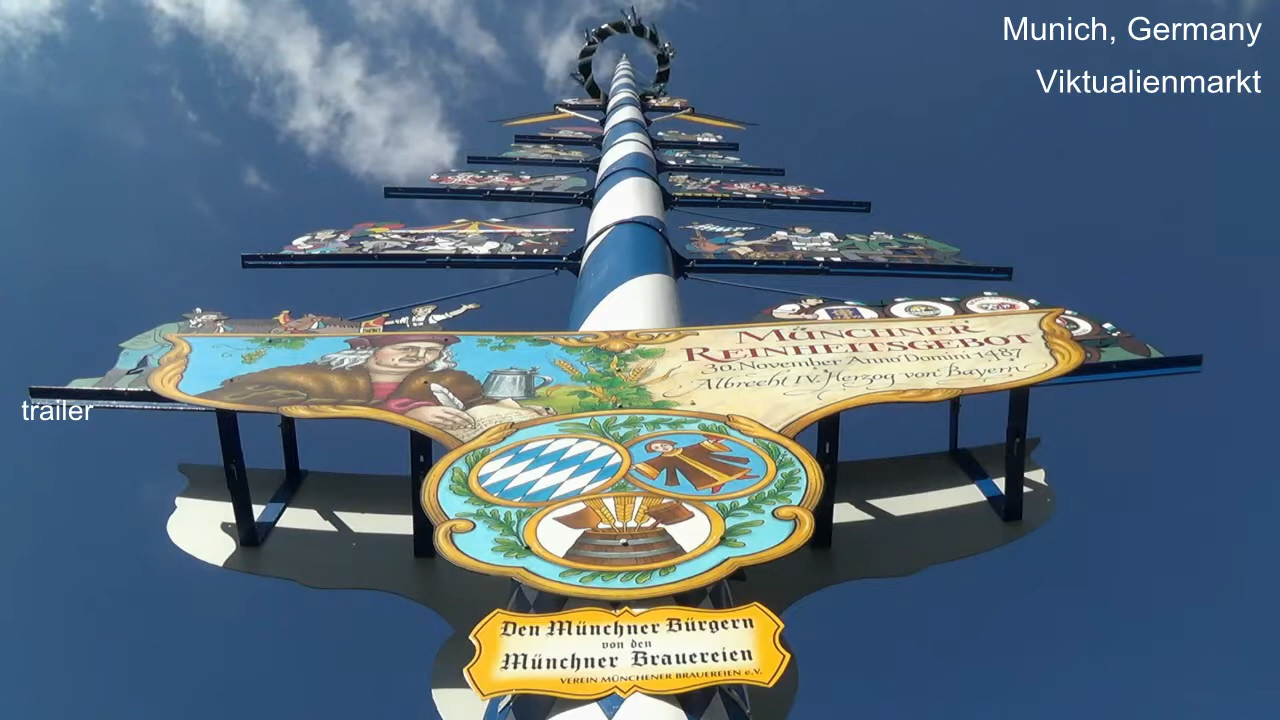 Munich, Germany
Viktualienmarkt
MÜNCHNER
REINHEITSGEBOT
30. November Anno Domini 1487
Albrecht IV. Herzog von Bayern
trailer
Den Münchner Bürgern
von den
Münchner Brauereien
VEREIN MÜNCHENER BRAUEREIEN e.V.